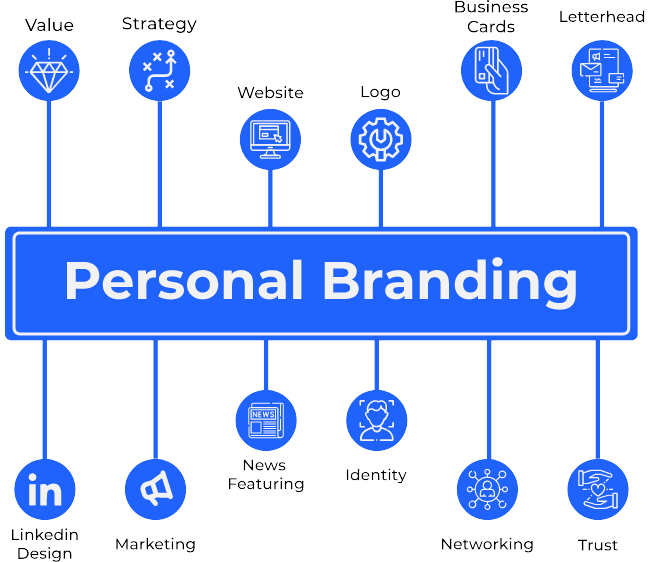 Value
Strategy
Website
Logo
Business
Cards
Letterhead
Personal Branding
NEWS
in
Linkedin
Design
Marketing
News
Featuring
Identity
Networking
Trust